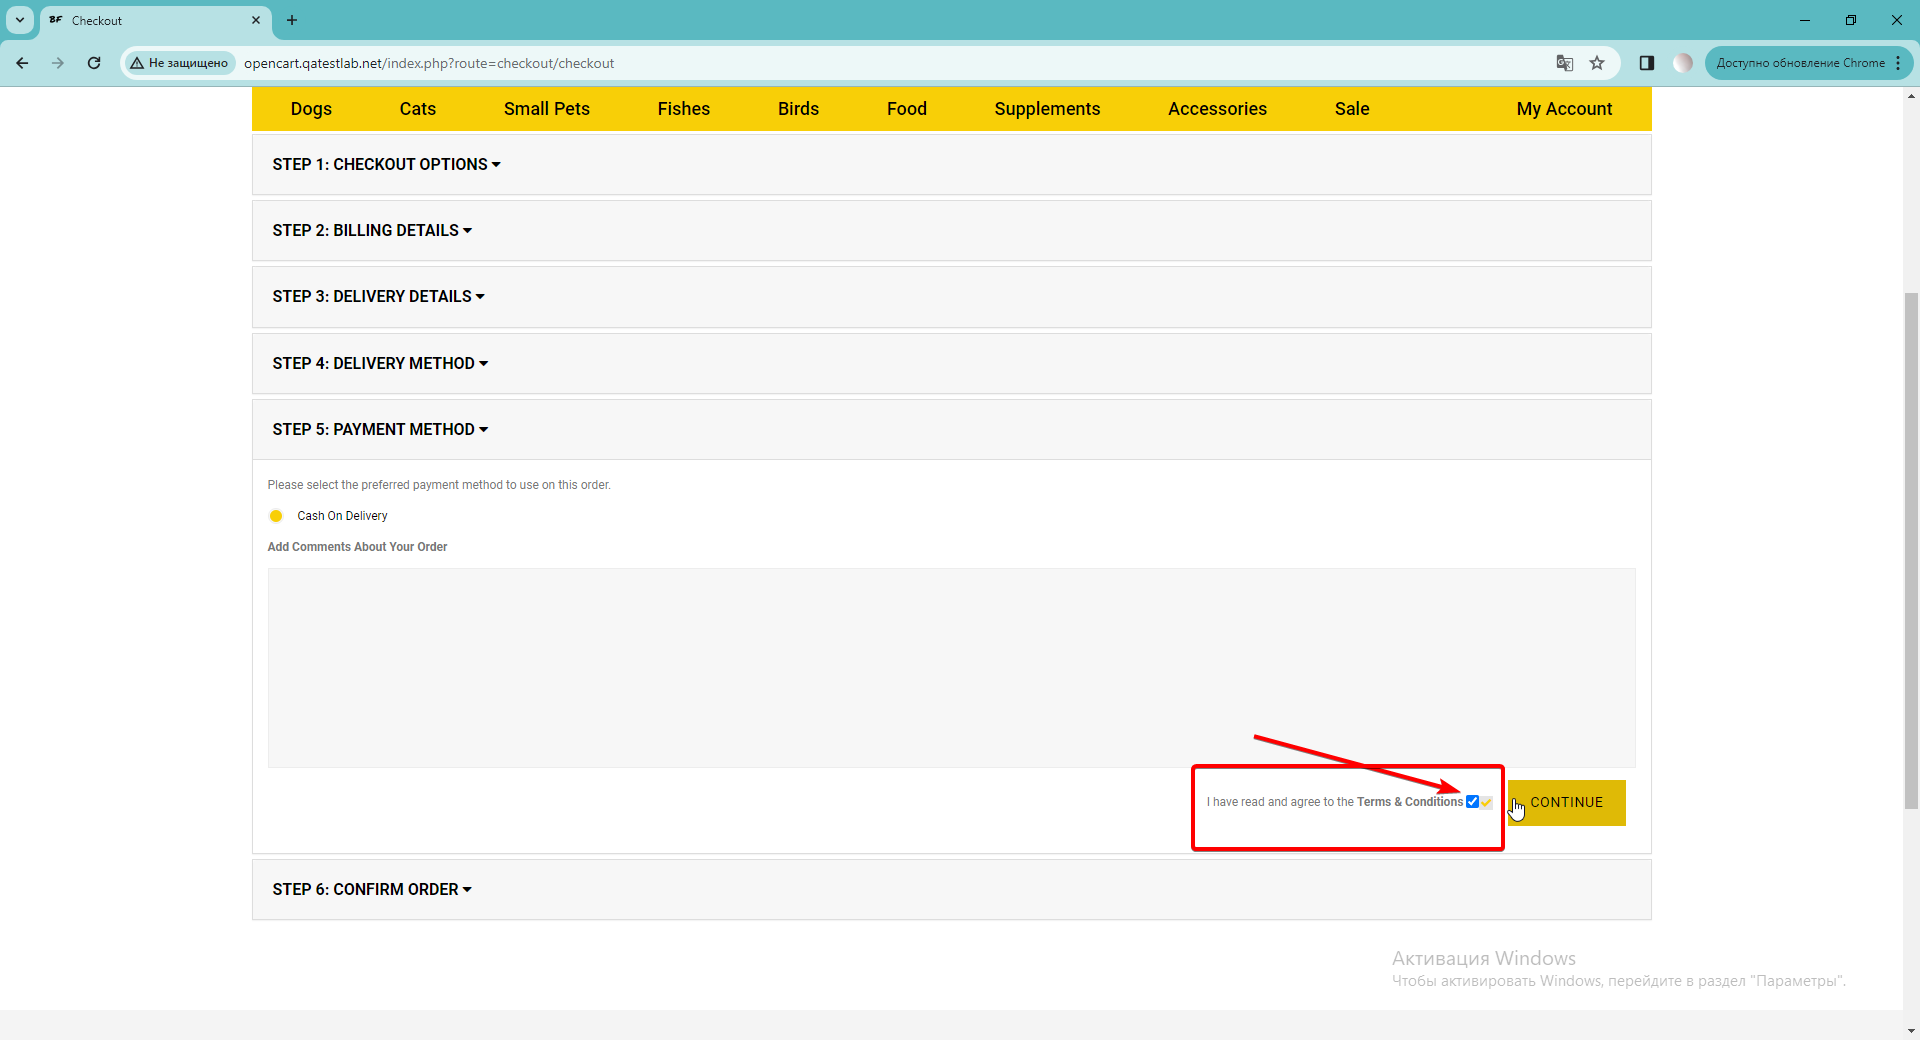 BF Checkout
Не защищено opencart.qatestlab.net/index.php?route=checkout/checkout Доступно обновление Chrome
Dogs Cats Small Pets Fishes Birds Food Supplements Accessories Sale My Account
STEP 1: CHECKOUT OPTIONS
STEP 2: BILLING DETAILS
STEP 3: DELIVERY DETAILS
STEP 4: DELIVERY METHOD
STEP 5: PAYMENT METHOD
Please select the preferred payment method to use on this order.
Cash On Delivery
Add Comments About Your Order
I have read and agree to the Terms & Conditions CONTINUE
STEP 6: CONFIRM ORDER
Активация Windows
Чтобы активировать Windows, перейдите в раздел "Параметры".